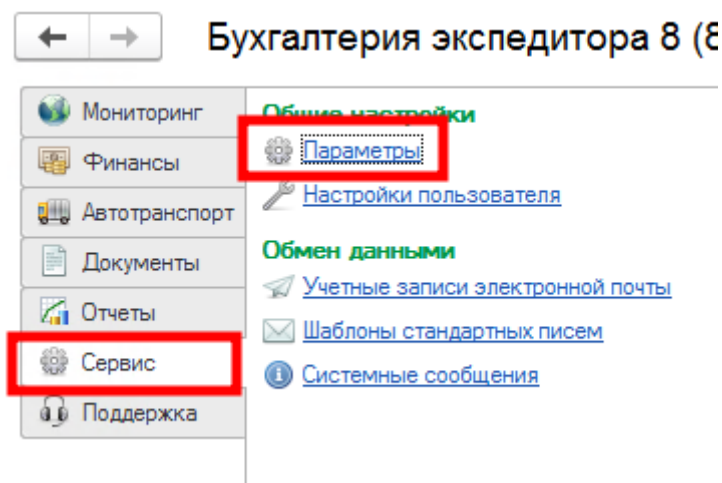 Бухгалтерия экспедитора 8 (8
Мониторинг
Финансы
Автотранспорт
Документы
Отчеты
Сервис
Поддержка
Общие настройки
Параметры
Настройки пользователя
Обмен данными
Учетные записи электронной почты
Шаблоны стандартных писем
Системные сообщения